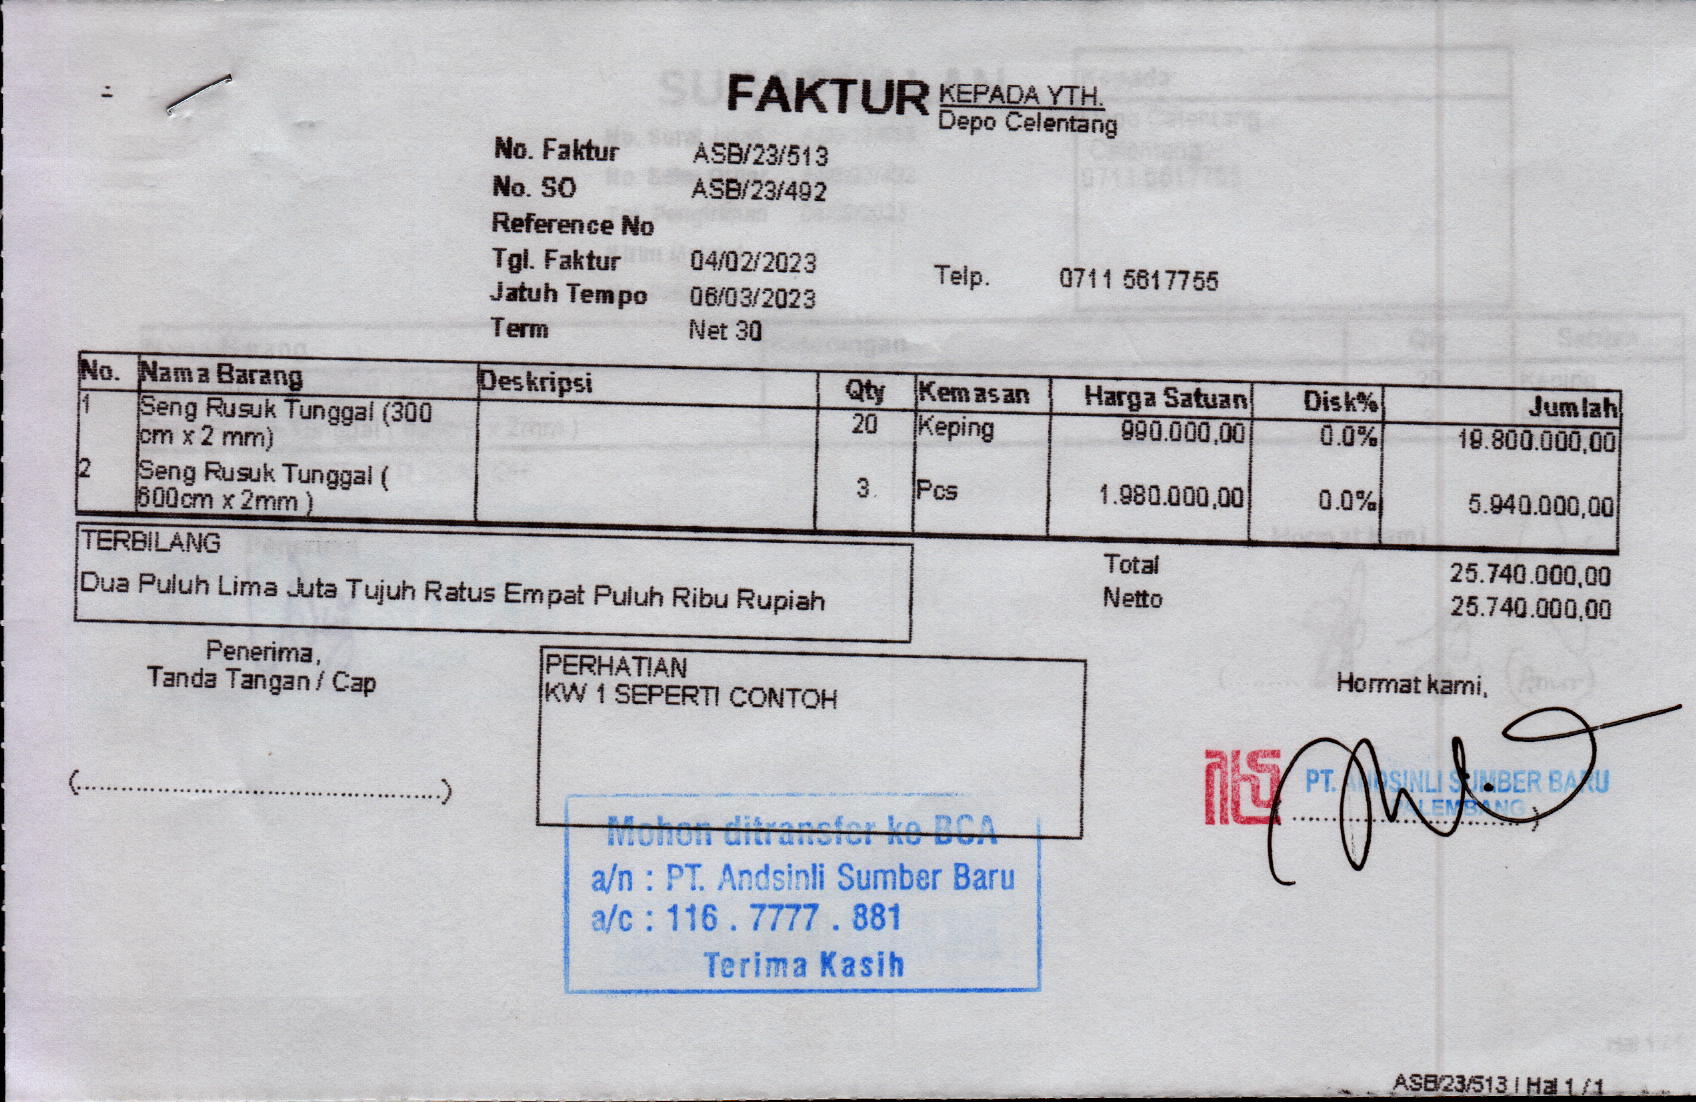 FAKTUR
KEPADA YTH.
Depo Celentang
No. Faktur ASB/23/513
No. SO ASB/23/492
Reference No
Tgl. Faktur 04/02/2023
Telp. 0711 5617755
Jatuh Tempo 06/03/2023
Term Net 30
No. Nama Barang Deskripsi Qty Kemasan Harga Satuan Disk% Jumlah
1 Seng Rusuk Tunggal (300 20 Keping 990.000,00 0.0% 19.800.000,00
cm x 2 mm)
2 Seng Rusuk Tunggal ( 3 Pcs 1.980.000,00 0.0% 5.940.000,00
600cm x 2mm )
TERBILANG
Dua Puluh Lima Juta Tujuh Ratus Empat Puluh Ribu Rupiah
Total 25.740.000,00
Netto 25.740.000,00
Penerima,
Tanda Tangan / Cap
(............................................)
PERHATIAN
KW 1 SEPERTI CONTOH
Hormat kami,
PT. ANDSINLI SUMBER BARU
PALEMBANG
Mohon ditransfer ke BCA
a/n : PT. Andsinli Sumber Baru
a/c : 116 . 7777 . 881
Terima Kasih
ASB/23/513 | Hal 1 / 1